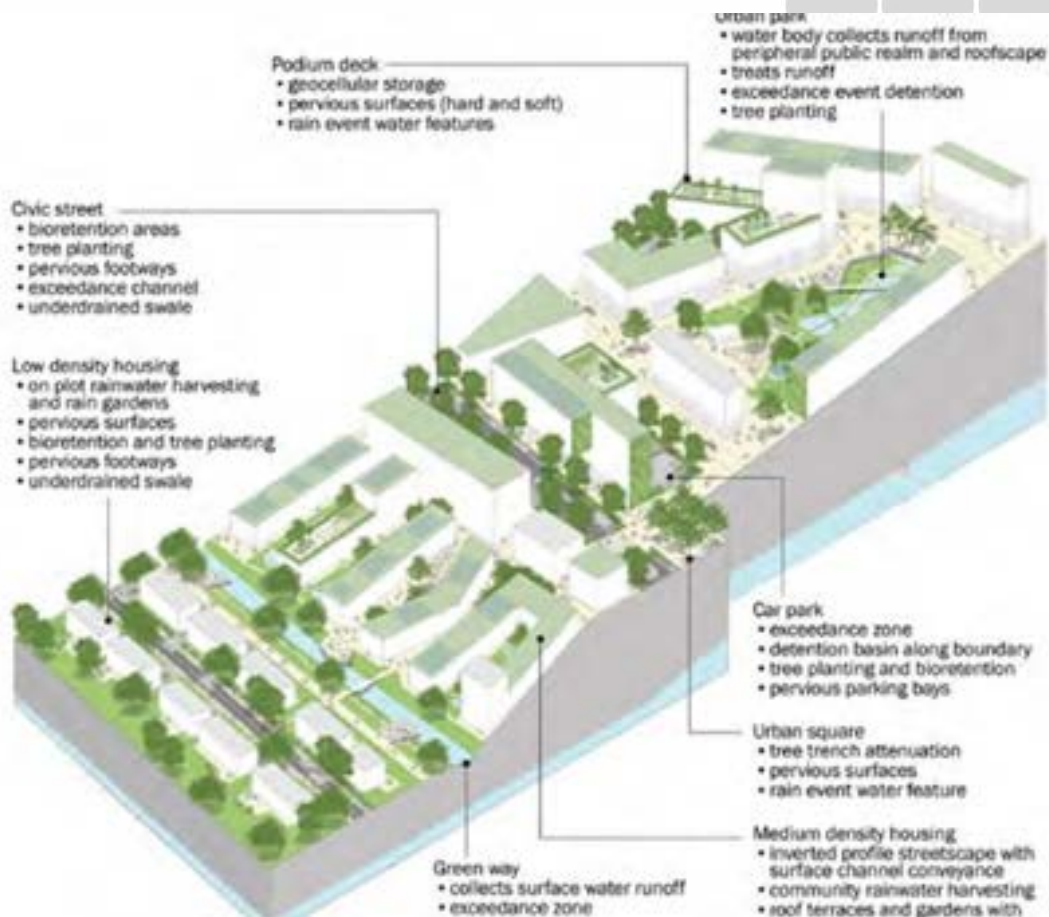 Urban park
• water body collects runoff from
peripheral public realm and roofscape
• treats runoff
• exceedance event detention
• tree planting
Podium deck
• geocellular storage
• pervious surfaces (hard and soft)
• rain event water features
Civic street
• bioretention areas
• tree planting
• pervious footways
• exceedance channel
• underdrained swale
Low density housing
• on plot rainwater harvesting
and rain gardens
• pervious surfaces
• bioretention and tree planting
• pervious footways
• underdrained swale
Car park
• exceedance zone
• detention basin along boundary
• tree planting and bioretention
• pervious parking bays
Urban square
• tree trench attenuation
• pervious surfaces
• rain event water feature
Medium density housing
• inverted profile streetscape with
surface channel conveyance
• community rainwater harvesting
• roof terraces and gardens with
Green way
• collects surface water runoff
• exceedance zone